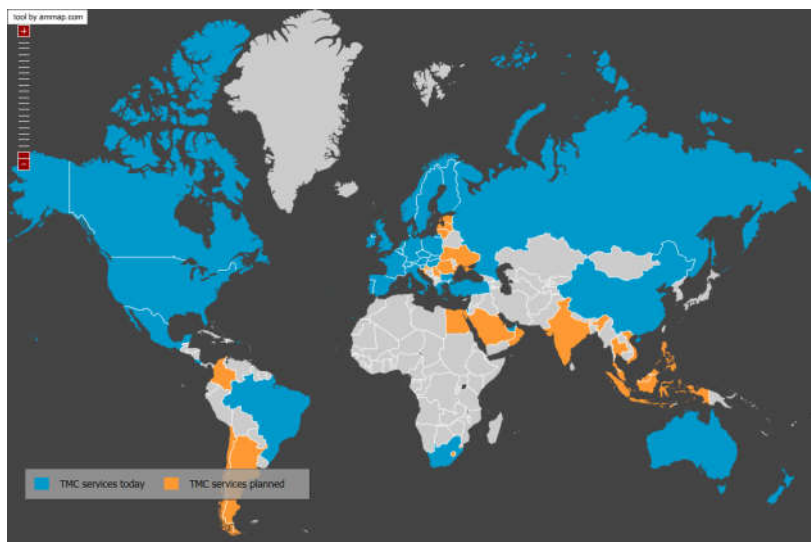 tool by ammap.com
+
−
TMC services today
TMC services planned